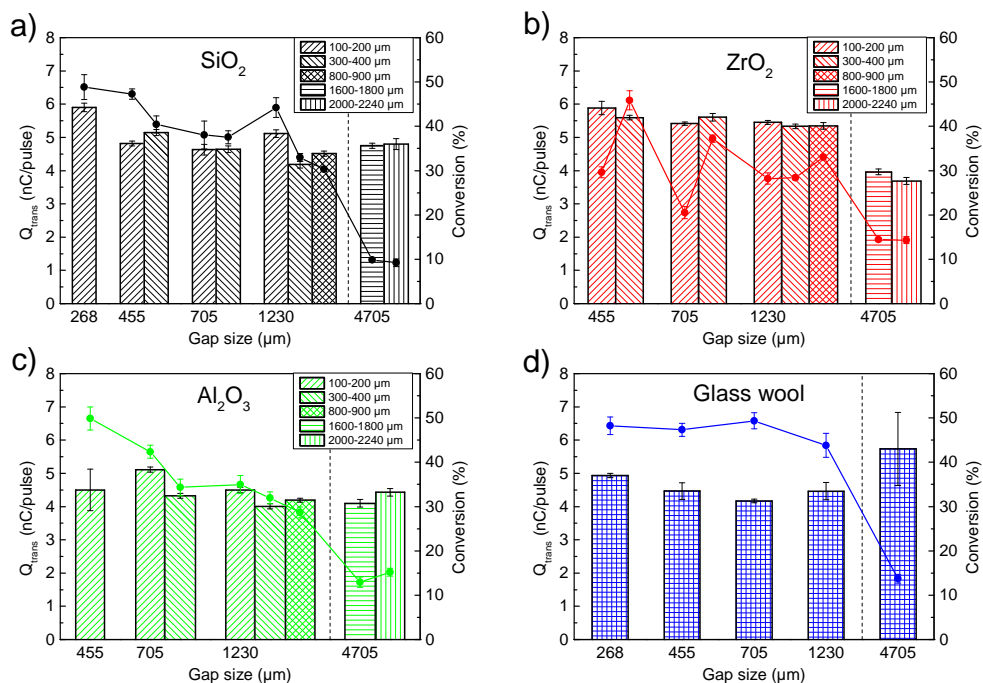 a)
SiO₂
100-200 µm
300-400 µm
800-900 µm
1600-1800 µm
2000-2240 µm
8
7
6
5
4
3
2
1
0
Q_trans (nC/pulse)
60
50
40
30
20
10
0
Conversion (%)
268 455 705 1230 4705
Gap size (µm)
b)
ZrO₂
100-200 µm
300-400 µm
800-900 µm
1600-1800 µm
2000-2240 µm
8
7
6
5
4
3
2
1
0
Q_trans (nC/pulse)
60
50
40
30
20
10
0
Conversion (%)
455 705 1230 4705
Gap size (µm)
c)
Al₂O₃
100-200 µm
300-400 µm
800-900 µm
1600-1800 µm
2000-2240 µm
8
7
6
5
4
3
2
1
0
Q_trans (nC/pulse)
60
50
40
30
20
10
0
Conversion (%)
455 705 1230 4705
Gap size (µm)
d)
Glass wool
8
7
6
5
4
3
2
1
0
Q_trans (nC/pulse)
60
50
40
30
20
10
0
Conversion (%)
268 455 705 1230 4705
Gap size (µm)